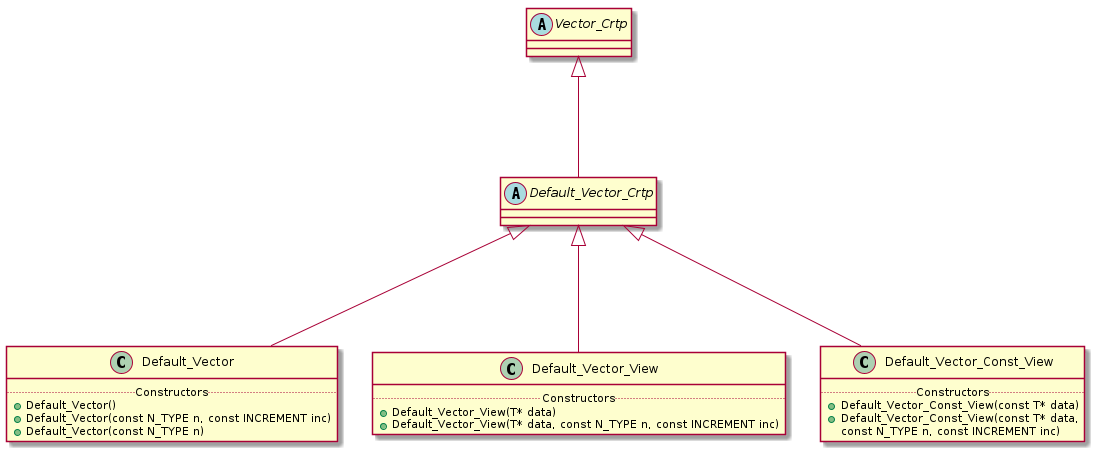 A Vector_Crtp
A Default_Vector_Crtp
C Default_Vector
Constructors
Default_Vector()
Default_Vector(const N_TYPE n, const INCREMENT inc)
Default_Vector(const N_TYPE n)
C Default_Vector_View
Constructors
Default_Vector_View(T* data)
Default_Vector_View(T* data, const N_TYPE n, const INCREMENT inc)
C Default_Vector_Const_View
Constructors
Default_Vector_Const_View(const T* data)
Default_Vector_Const_View(const T* data,
const N_TYPE n, const INCREMENT inc)